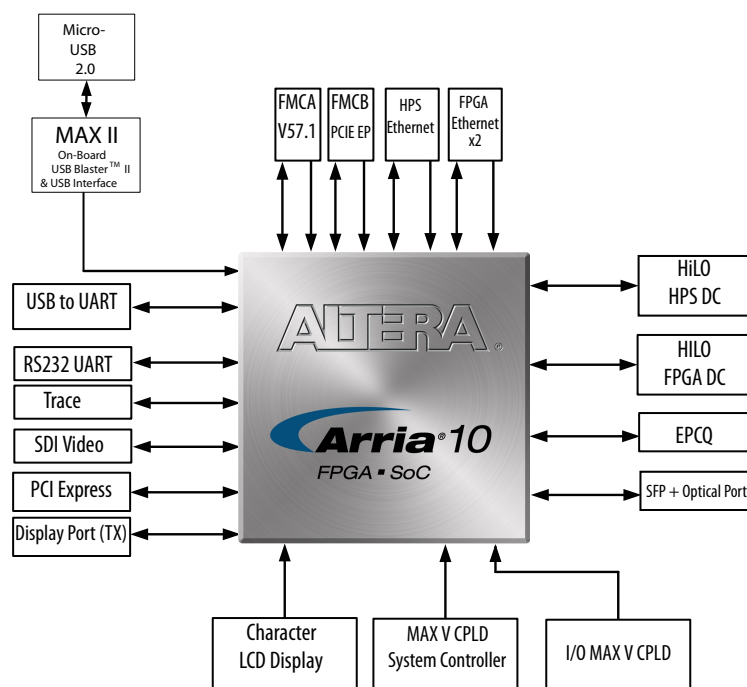 Micro-
USB
2.0
MAX II
On-Board
USB Blaster™ II
& USB Interface
FMCA
V57.1
FMCB
PCIE EP
HPS
Ethernet
FPGA
Ethernet
x2
USB to UART
RS232 UART
Trace
SDI Video
PCI Express
Display Port (TX)
ALTERA®
Arria® 10
FPGA ▪ SoC
HiLO
HPS DC
HILO
FPGA DC
EPCQ
SFP + Optical Port
Character
LCD Display
MAX V CPLD
System Controller
I/O MAX V CPLD